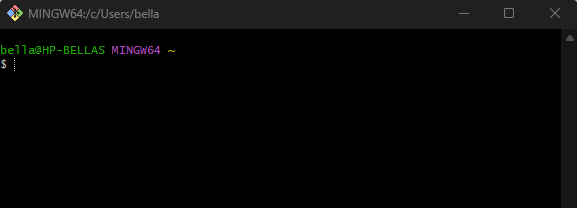 MINGW64:/c/Users/bella
bella@HP-BELLAS MINGW64 ~
$